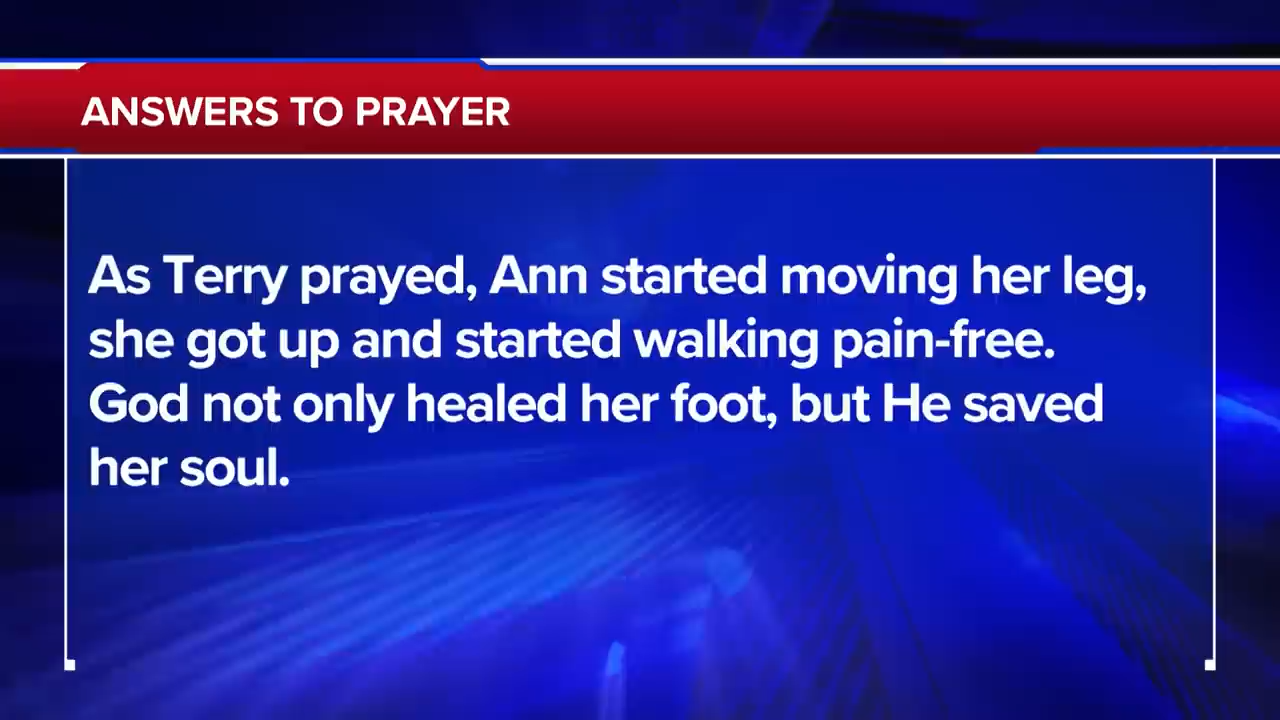 ANSWERS TO PRAYER
As Terry prayed, Ann started moving her leg,
she got up and started walking pain-free.
God not only healed her foot, but He saved
her soul.